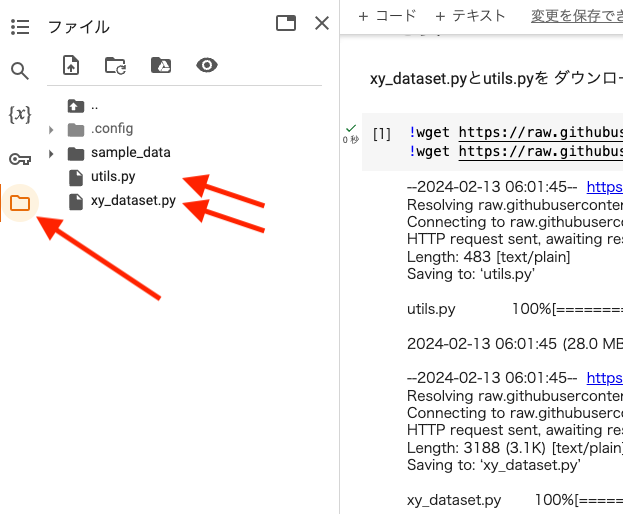 ファイル
..
.config
sample_data
utils.py
xy_dataset.py
{x}
+ コード + テキスト 変更を保存でき
xy_dataset.pyとutils.pyを ダウンロー
0 秒
[1] !wget https://raw.githubus
!wget https://raw.githubus
--2024-02-13 06:01:45-- https
Resolving raw.githubuserconten
Connecting to raw.githubuserco
HTTP request sent, awaiting res
Length: 483 [text/plain]
Saving to: ‘utils.py’
utils.py 100%[=========
2024-02-13 06:01:45 (28.0 MB
--2024-02-13 06:01:45-- https
Resolving raw.githubuserconten
Connecting to raw.githubuserco
HTTP request sent, awaiting res
Length: 3188 (3.1K) [text/plain]
Saving to: ‘xy_dataset.py’
xy_dataset.py 100%[=====